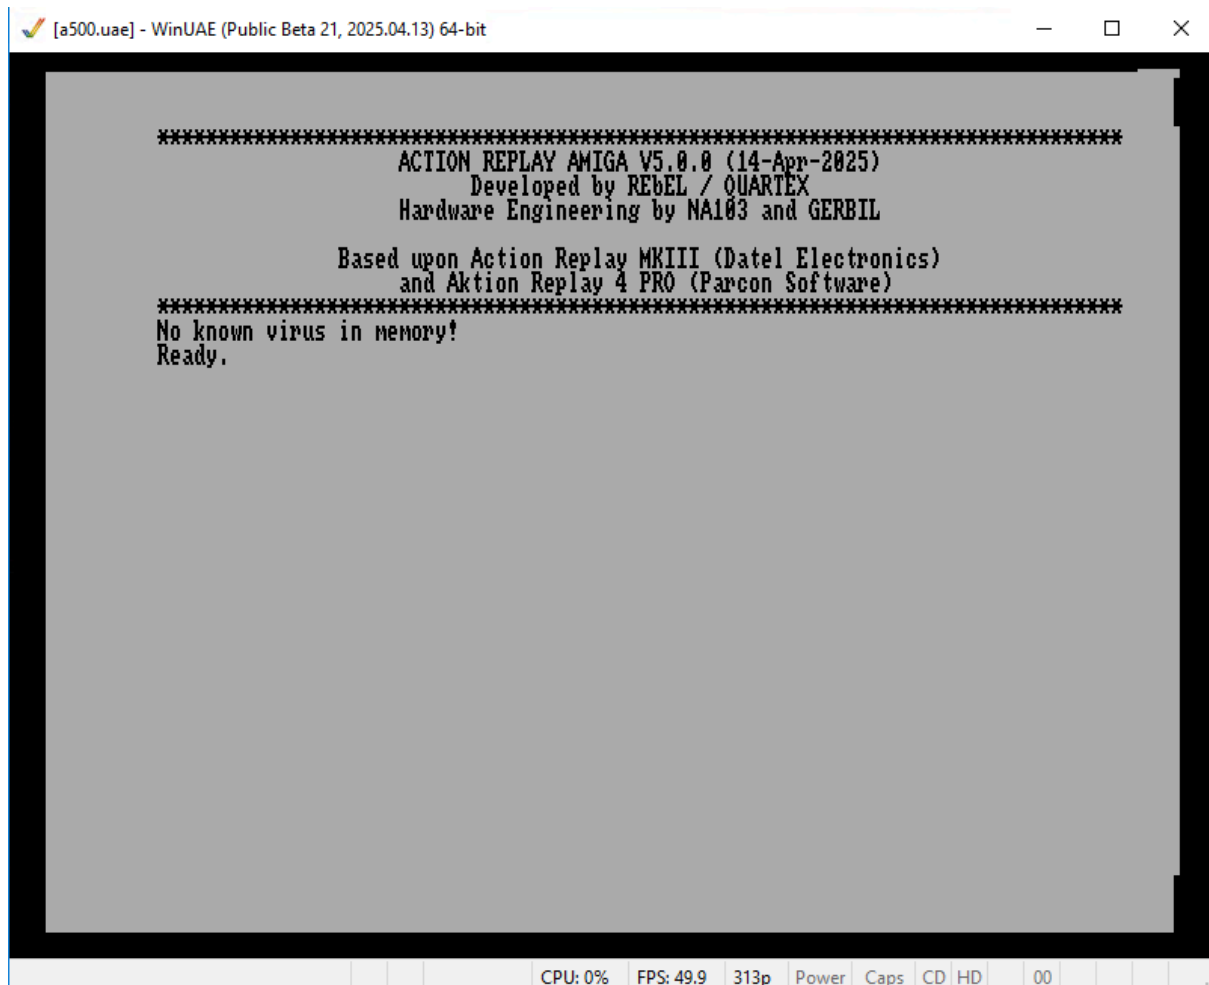 [a500.uae] - WinUAE (Public Beta 21, 2025.04.13) 64-bit
*******************************************************************************
ACTION REPLAY AMIGA V5.0.0 (14-Apr-2025)
Developed by REbEL / QUARTEX
Hardware Engineering by NA103 and GERBIL
Based upon Action Replay MKIII (Datel Electronics)
and Aktion Replay 4 PRO (Parcon Software)
*******************************************************************************
No known virus in memory!
Ready.
CPU: 0% FPS: 49.9 313p Power Caps CD HD 00